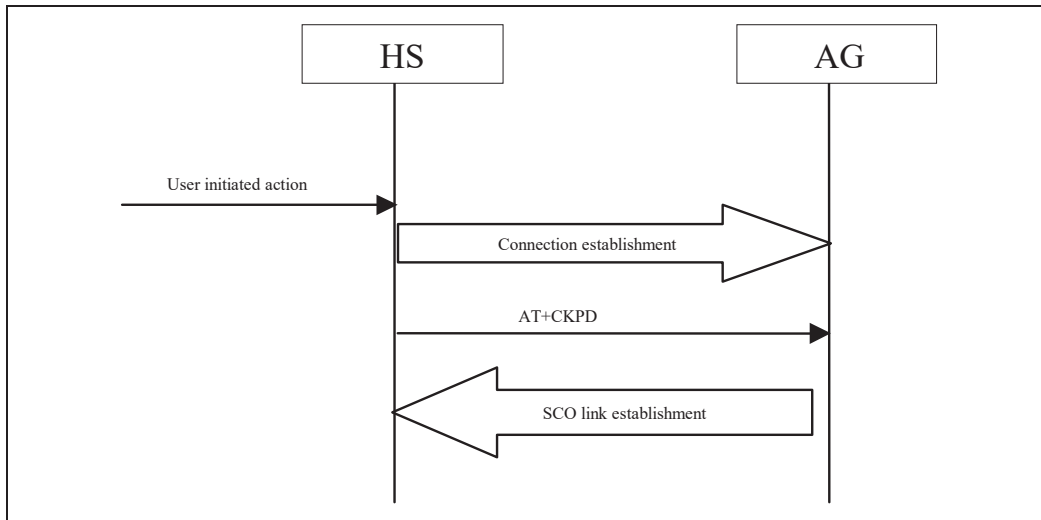 HS
AG
User initiated action
Connection establishment
AT+CKPD
SCO link establishment